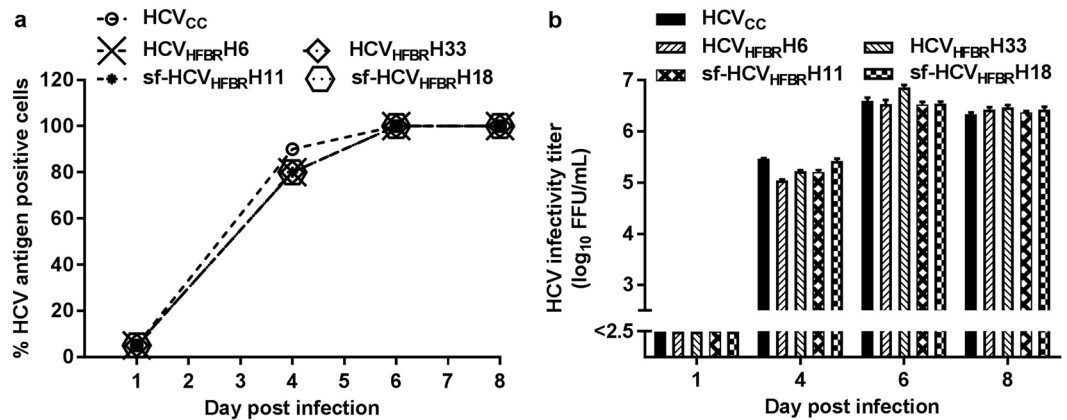 a
HCVCC
HCVHFBRH6
HCVHFBRH33
sf-HCVHFBRH11
sf-HCVHFBRH18
% HCV antigen positive cells
120
100
80
60
40
20
0
1 2 3 4 5 6 7 8
Day post infection
b
HCVCC
HCVHFBRH6
HCVHFBRH33
sf-HCVHFBRH11
sf-HCVHFBRH18
HCV infectivity titer
(log10 FFU/mL)
7
6
5
4
3
<2.5
1 4 6 8
Day post infection